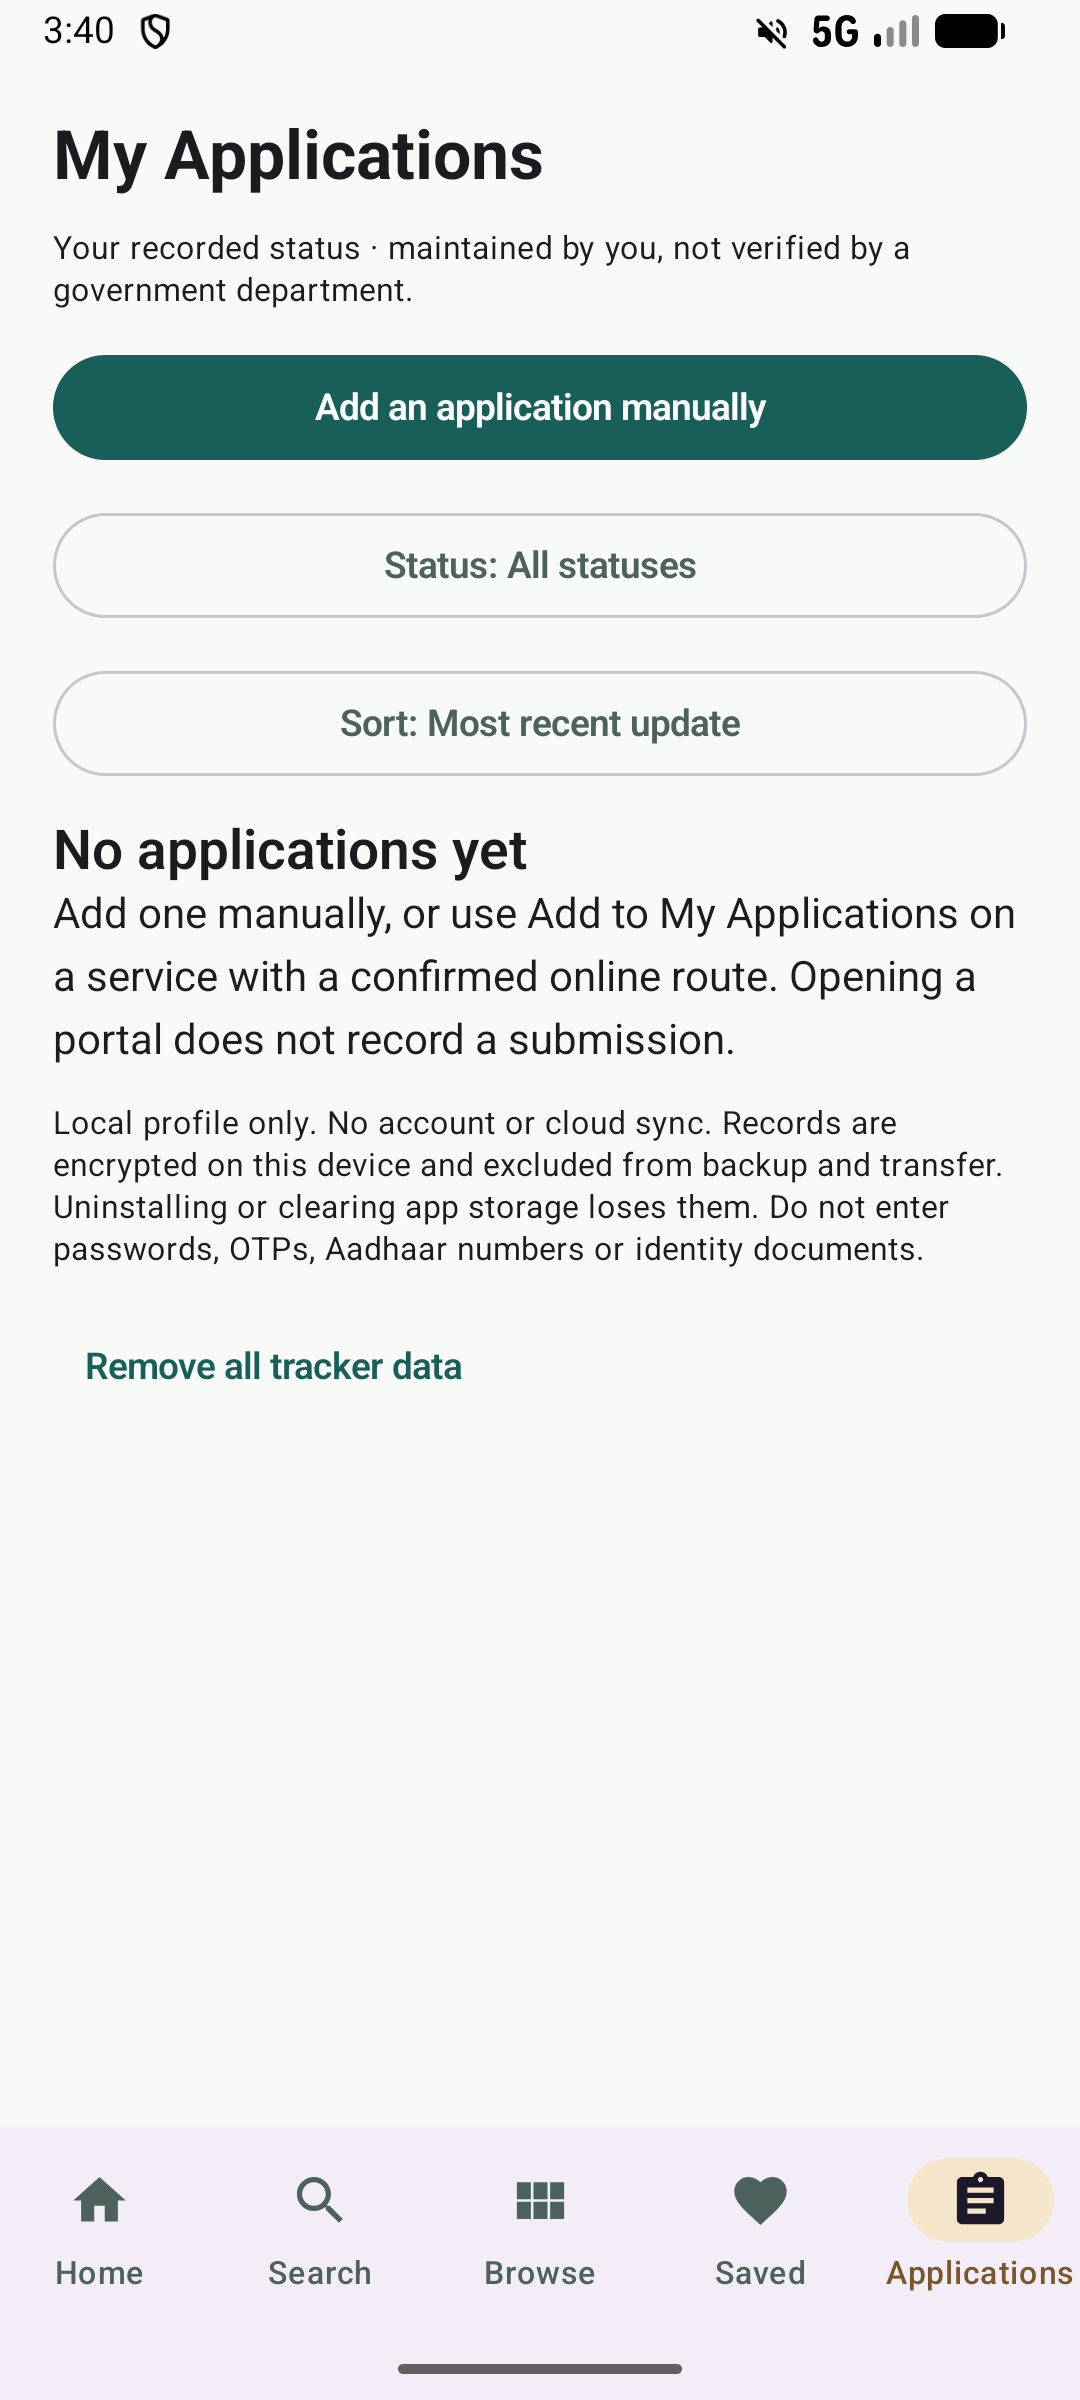 3:40
5G
My Applications
Your recorded status · maintained by you, not verified by a
government department.
Add an application manually
Status: All statuses
Sort: Most recent update
No applications yet
Add one manually, or use Add to My Applications on
a service with a confirmed online route. Opening a
portal does not record a submission.
Local profile only. No account or cloud sync. Records are
encrypted on this device and excluded from backup and transfer.
Uninstalling or clearing app storage loses them. Do not enter
passwords, OTPs, Aadhaar numbers or identity documents.
Remove all tracker data
Home
Search
Browse
Saved
Applications